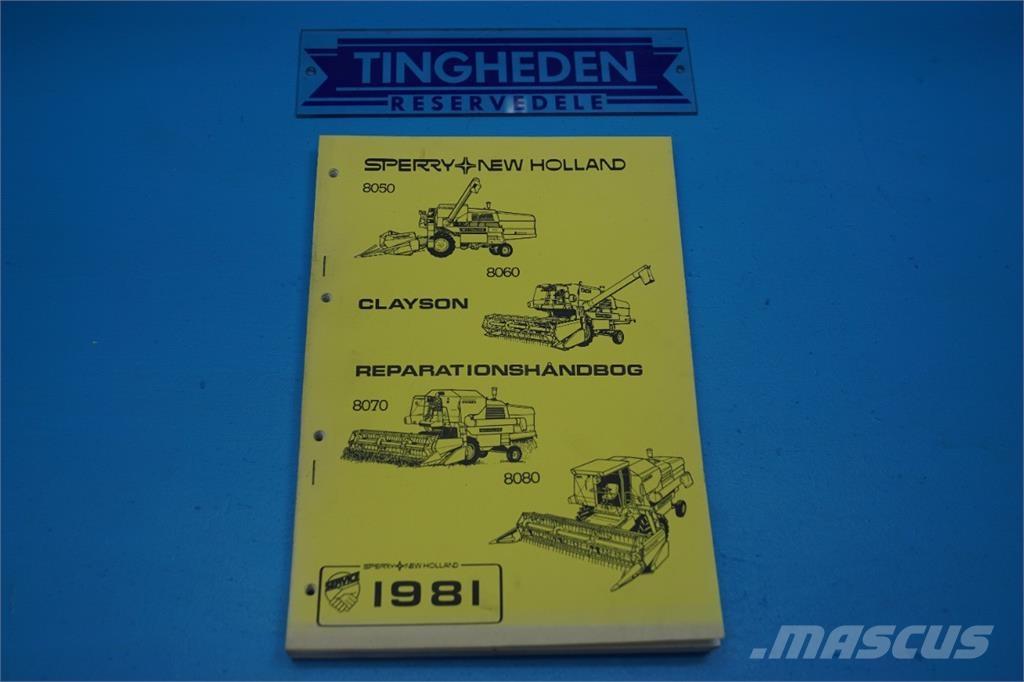 TINGHEDEN
RESERVEDELE
SPERRY NEW HOLLAND
8050
8060
CLAYSON
REPARATIONSHÅNDBOG
8070
8080
SPERRY NEW HOLLAND
SERVICE
1981
.MASCUS